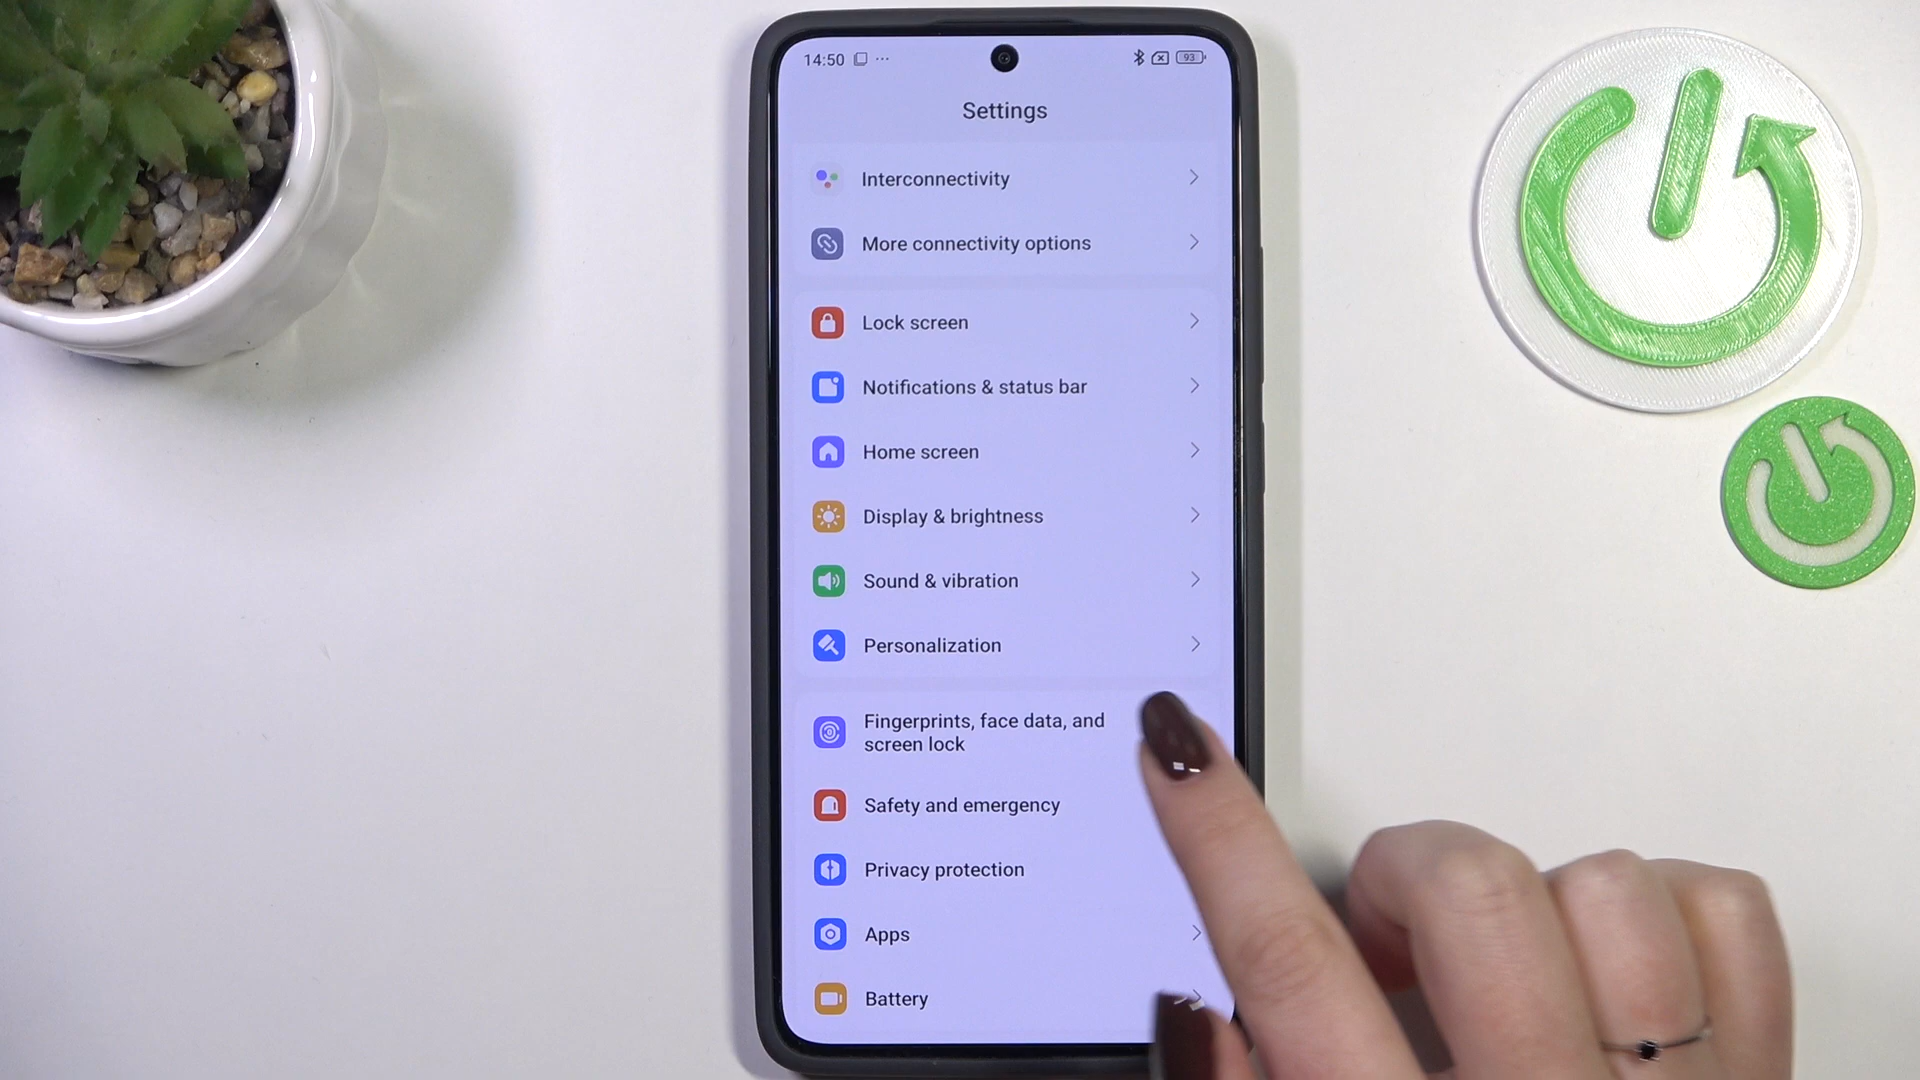 14:50 ... 93
Settings
Interconnectivity
More connectivity options
Lock screen
Notifications & status bar
Home screen
Display & brightness
Sound & vibration
Personalization
Fingerprints, face data, and
screen lock
Safety and emergency
Privacy protection
Apps
Battery